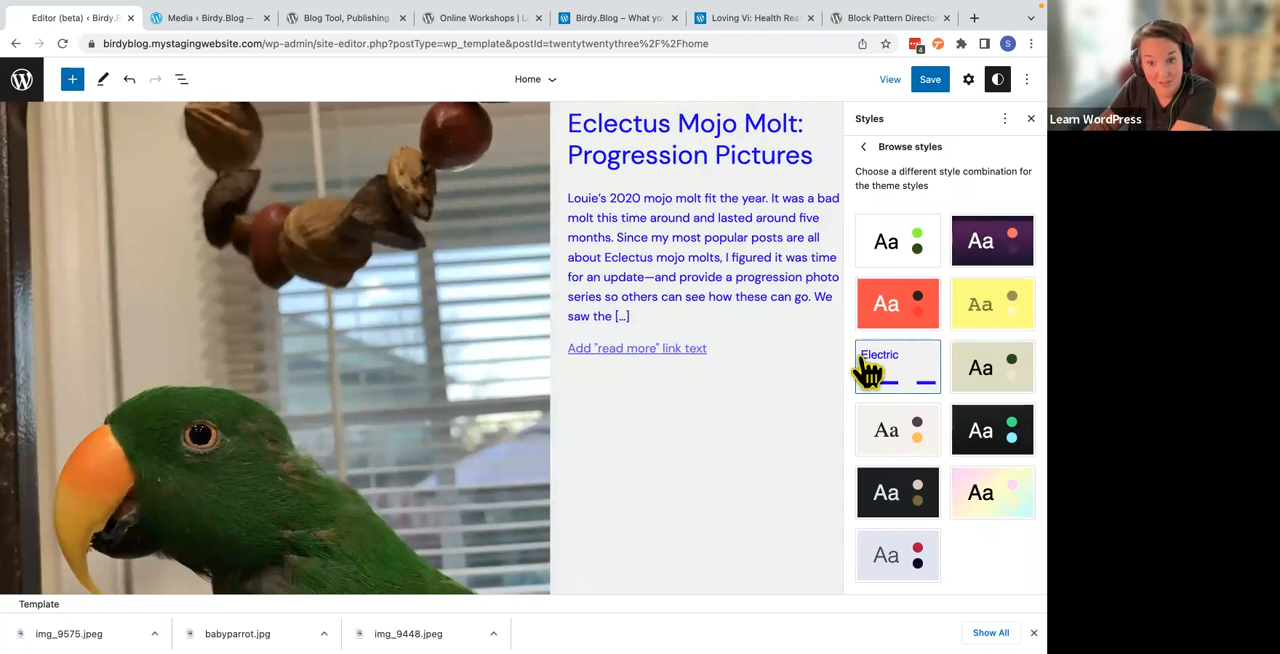 Editor (beta) ‹ Birdy.B
Media ‹ Birdy.Blog —
Blog Tool, Publishing
Online Workshops | L
Birdy.Blog – What you
Loving Vi: Health Rea
Block Pattern Director
birdyblog.mystagingwebsite.com/wp-admin/site-editor.php?postType=wp_template&postId=twentytwentythree%2F%2Fhome
4
S
Home
View
Save
Learn WordPress
Styles
Browse styles
Choose a different style combination for
the theme styles
Eclectus Mojo Molt:
Progression Pictures
Louie's 2020 mojo molt fit the year. It was a bad
molt this time around and lasted around five
months. Since my most popular posts are all
about Eclectus mojo molts, I figured it was time
for an update—and provide a progression photo
series so others can see how these can go. We
saw the [...]
Add "read more" link text
Aa
Aa
Aa
Aa
Electric
Aa
Aa
Aa
Aa
Aa
Aa
Template
img_9575.jpeg
babyparrot.jpg
img_9448.jpeg
Show All